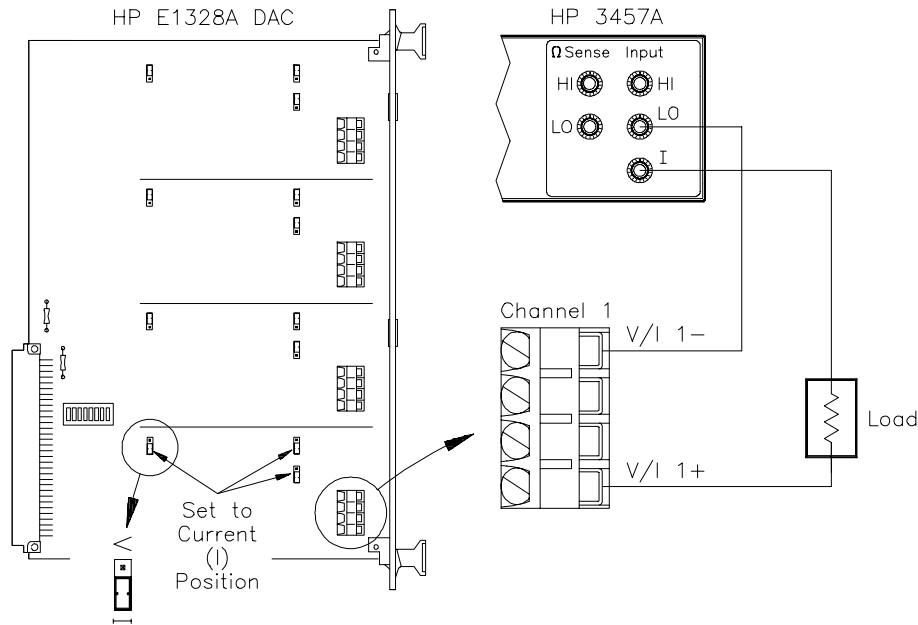 HP E1328A DAC
HP 3457A
Ω Sense Input
HI HI
LO LO
I
Channel 1
V/I 1-
V/I 1+
Load
Set to
Current
(I)
Position
V
I